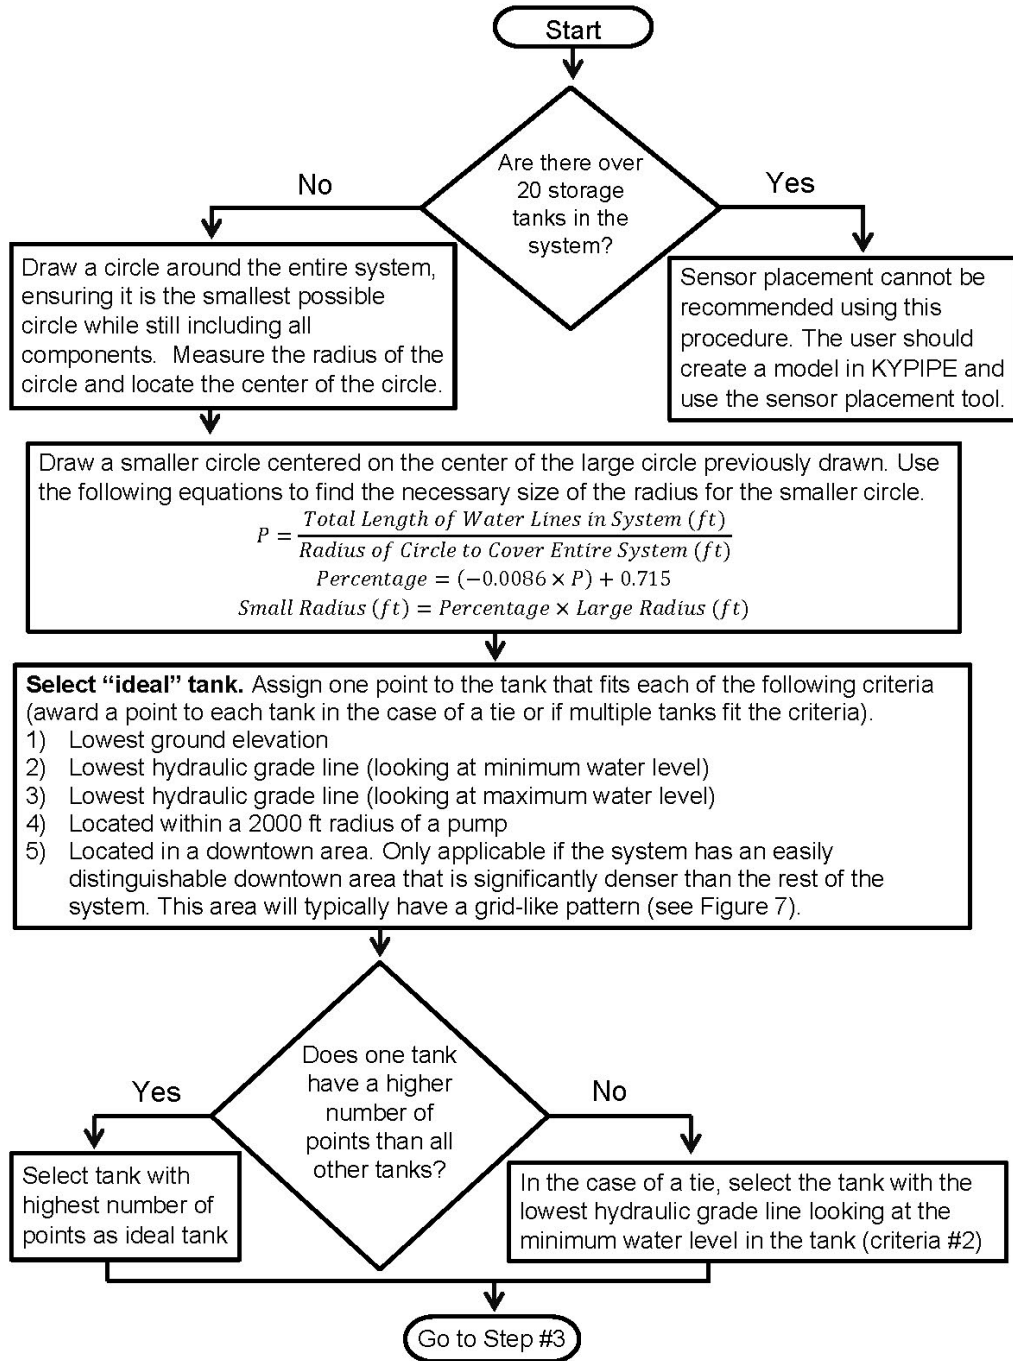 Start
Are there over
20 storage
tanks in the
system?
No
Yes
Draw a circle around the entire system,
ensuring it is the smallest possible
circle while still including all
components.  Measure the radius of the
circle and locate the center of the circle.
Sensor placement cannot be
recommended using this
procedure. The user should
create a model in KYPIPE and
use the sensor placement tool.
Draw a smaller circle centered on the center of the large circle previously drawn. Use
the following equations to find the necessary size of the radius for the smaller circle.
P = Total Length of Water Lines in System (ft) / Radius of Circle to Cover Entire System (ft)
Percentage = (−0.0086 × P) + 0.715
Small Radius (ft) = Percentage × Large Radius (ft)
Select “ideal” tank. Assign one point to the tank that fits each of the following criteria
(award a point to each tank in the case of a tie or if multiple tanks fit the criteria).
1) Lowest ground elevation
2) Lowest hydraulic grade line (looking at minimum water level)
3) Lowest hydraulic grade line (looking at maximum water level)
4) Located within a 2000 ft radius of a pump
5) Located in a downtown area. Only applicable if the system has an easily
distinguishable downtown area that is significantly denser than the rest of the
system. This area will typically have a grid-like pattern (see Figure 7).
Does one tank
have a higher
number of
points than all
other tanks?
Yes
No
Select tank with
highest number of
points as ideal tank
In the case of a tie, select the tank with the
lowest hydraulic grade line looking at the
minimum water level in the tank (criteria #2)
Go to Step #3